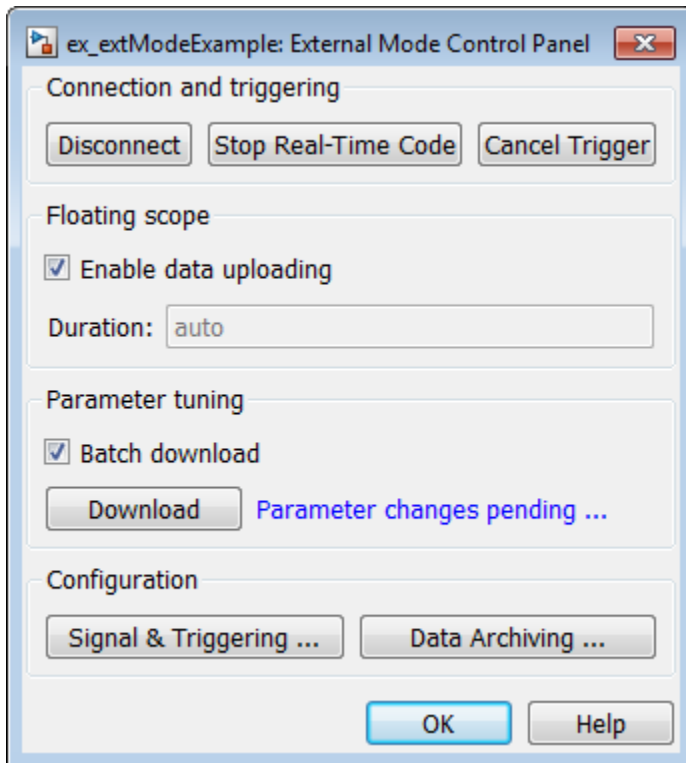 ex_extModeExample: External Mode Control Panel
Connection and triggering
Disconnect Stop Real-Time Code Cancel Trigger
Floating scope
Enable data uploading
Duration: auto
Parameter tuning
Batch download
Download Parameter changes pending ...
Configuration
Signal & Triggering ... Data Archiving ...
OK Help